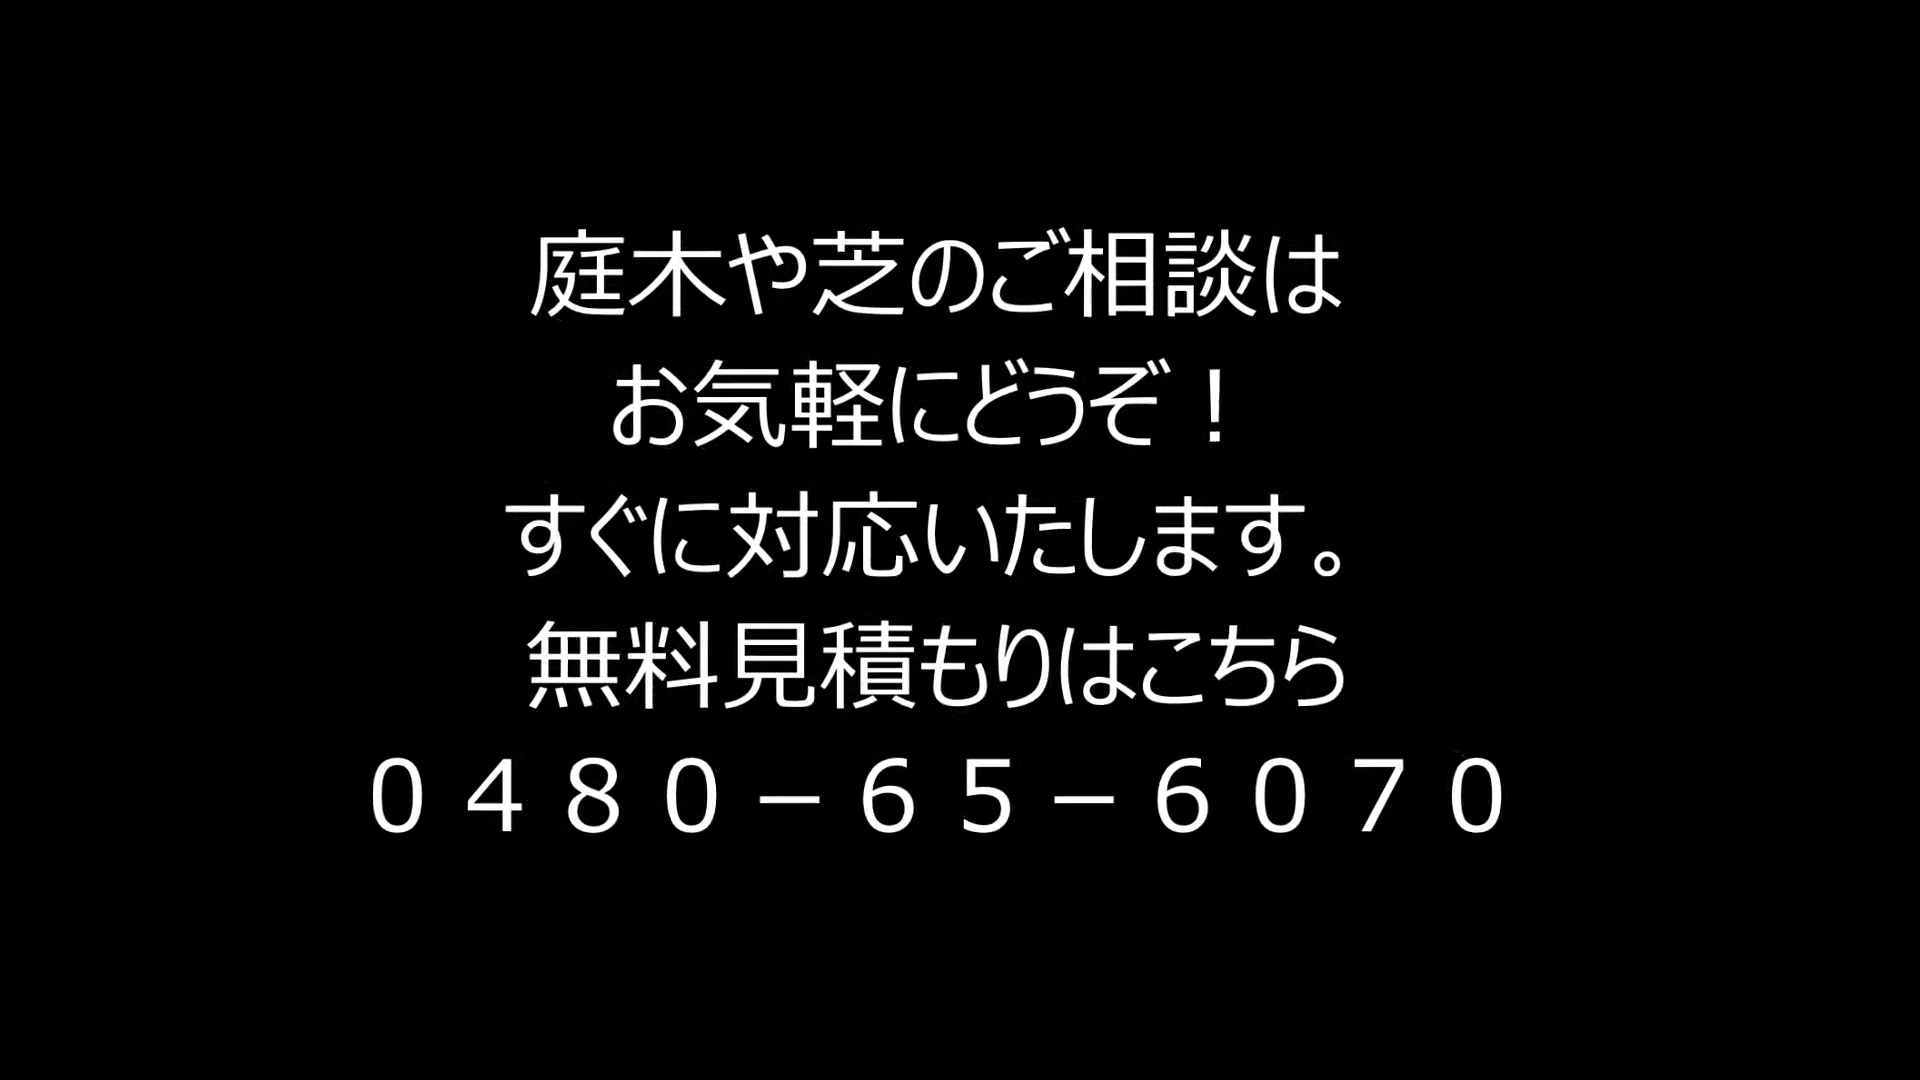 庭木や芝のご相談は
お気軽にどうぞ！
すぐに対応いたします。
無料見積もりはこちら
０４８０－６５－６０７０